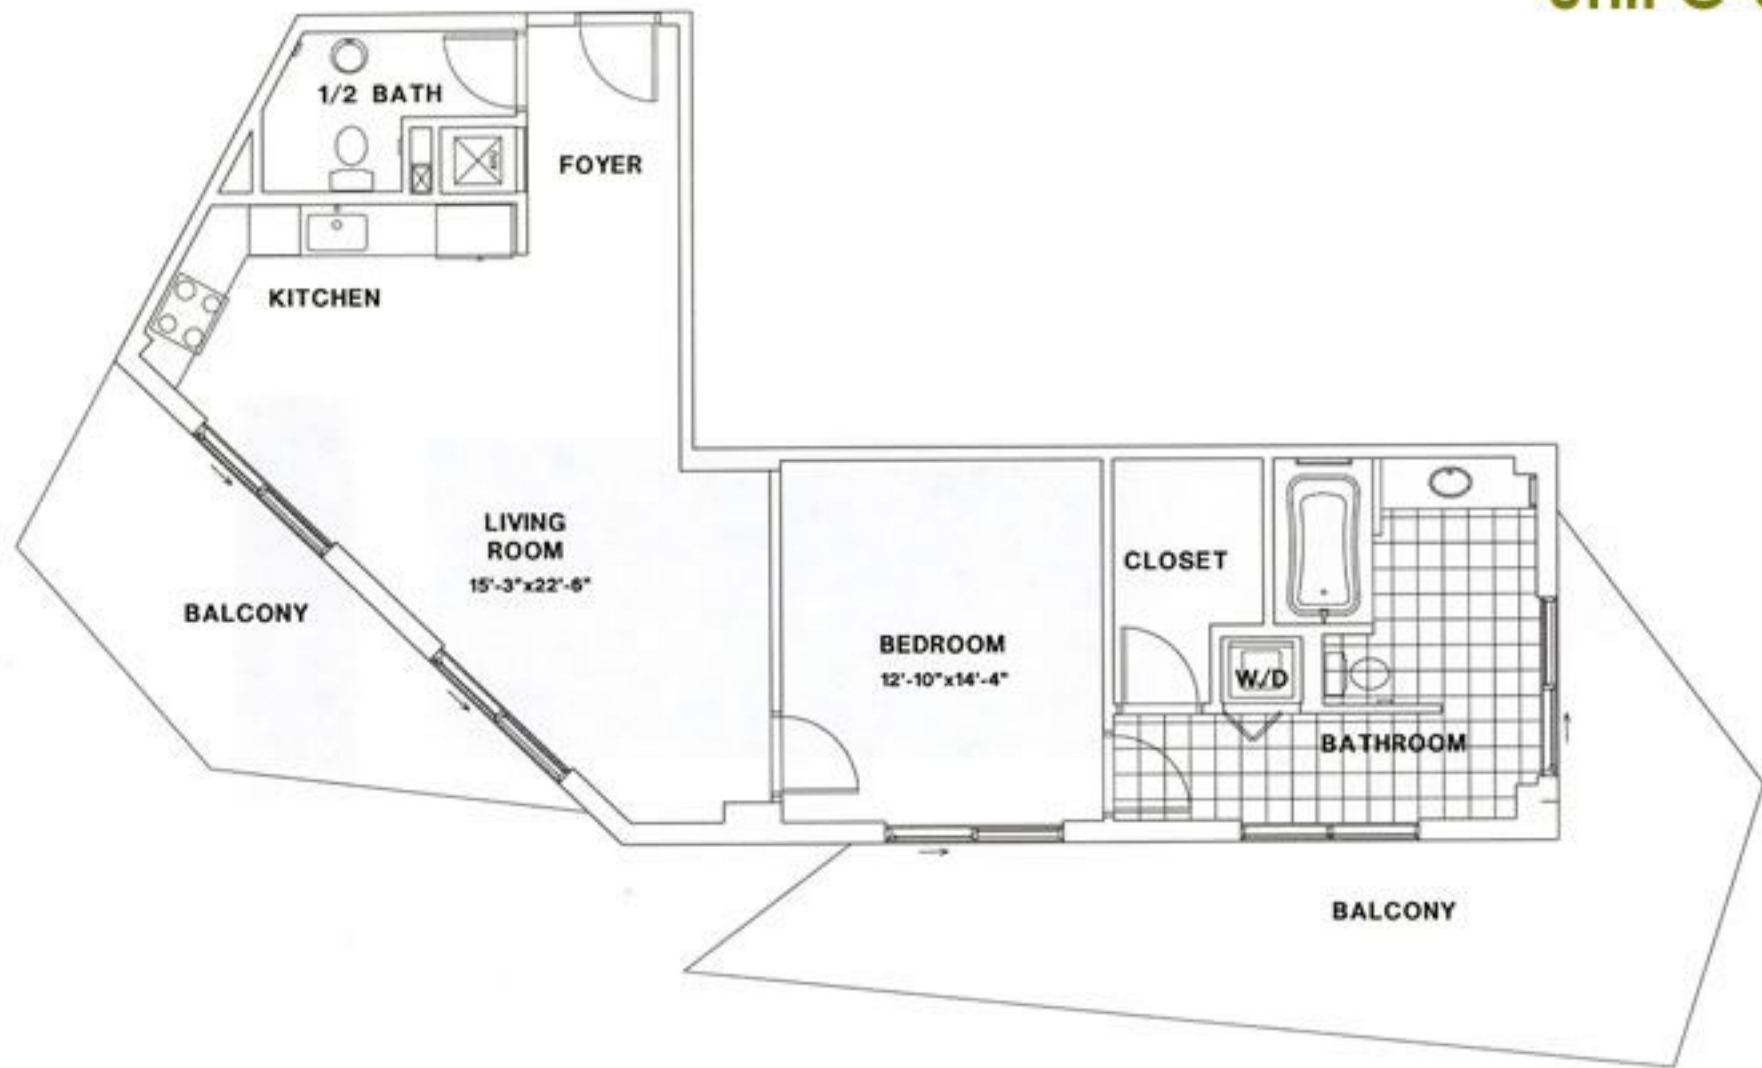 1/2 BATH
FOYER
KITCHEN
LIVING
ROOM
15'-3"x22'-6"
BALCONY
BEDROOM
12'-10"x14'-4"
CLOSET
W/D
BATHROOM
BALCONY